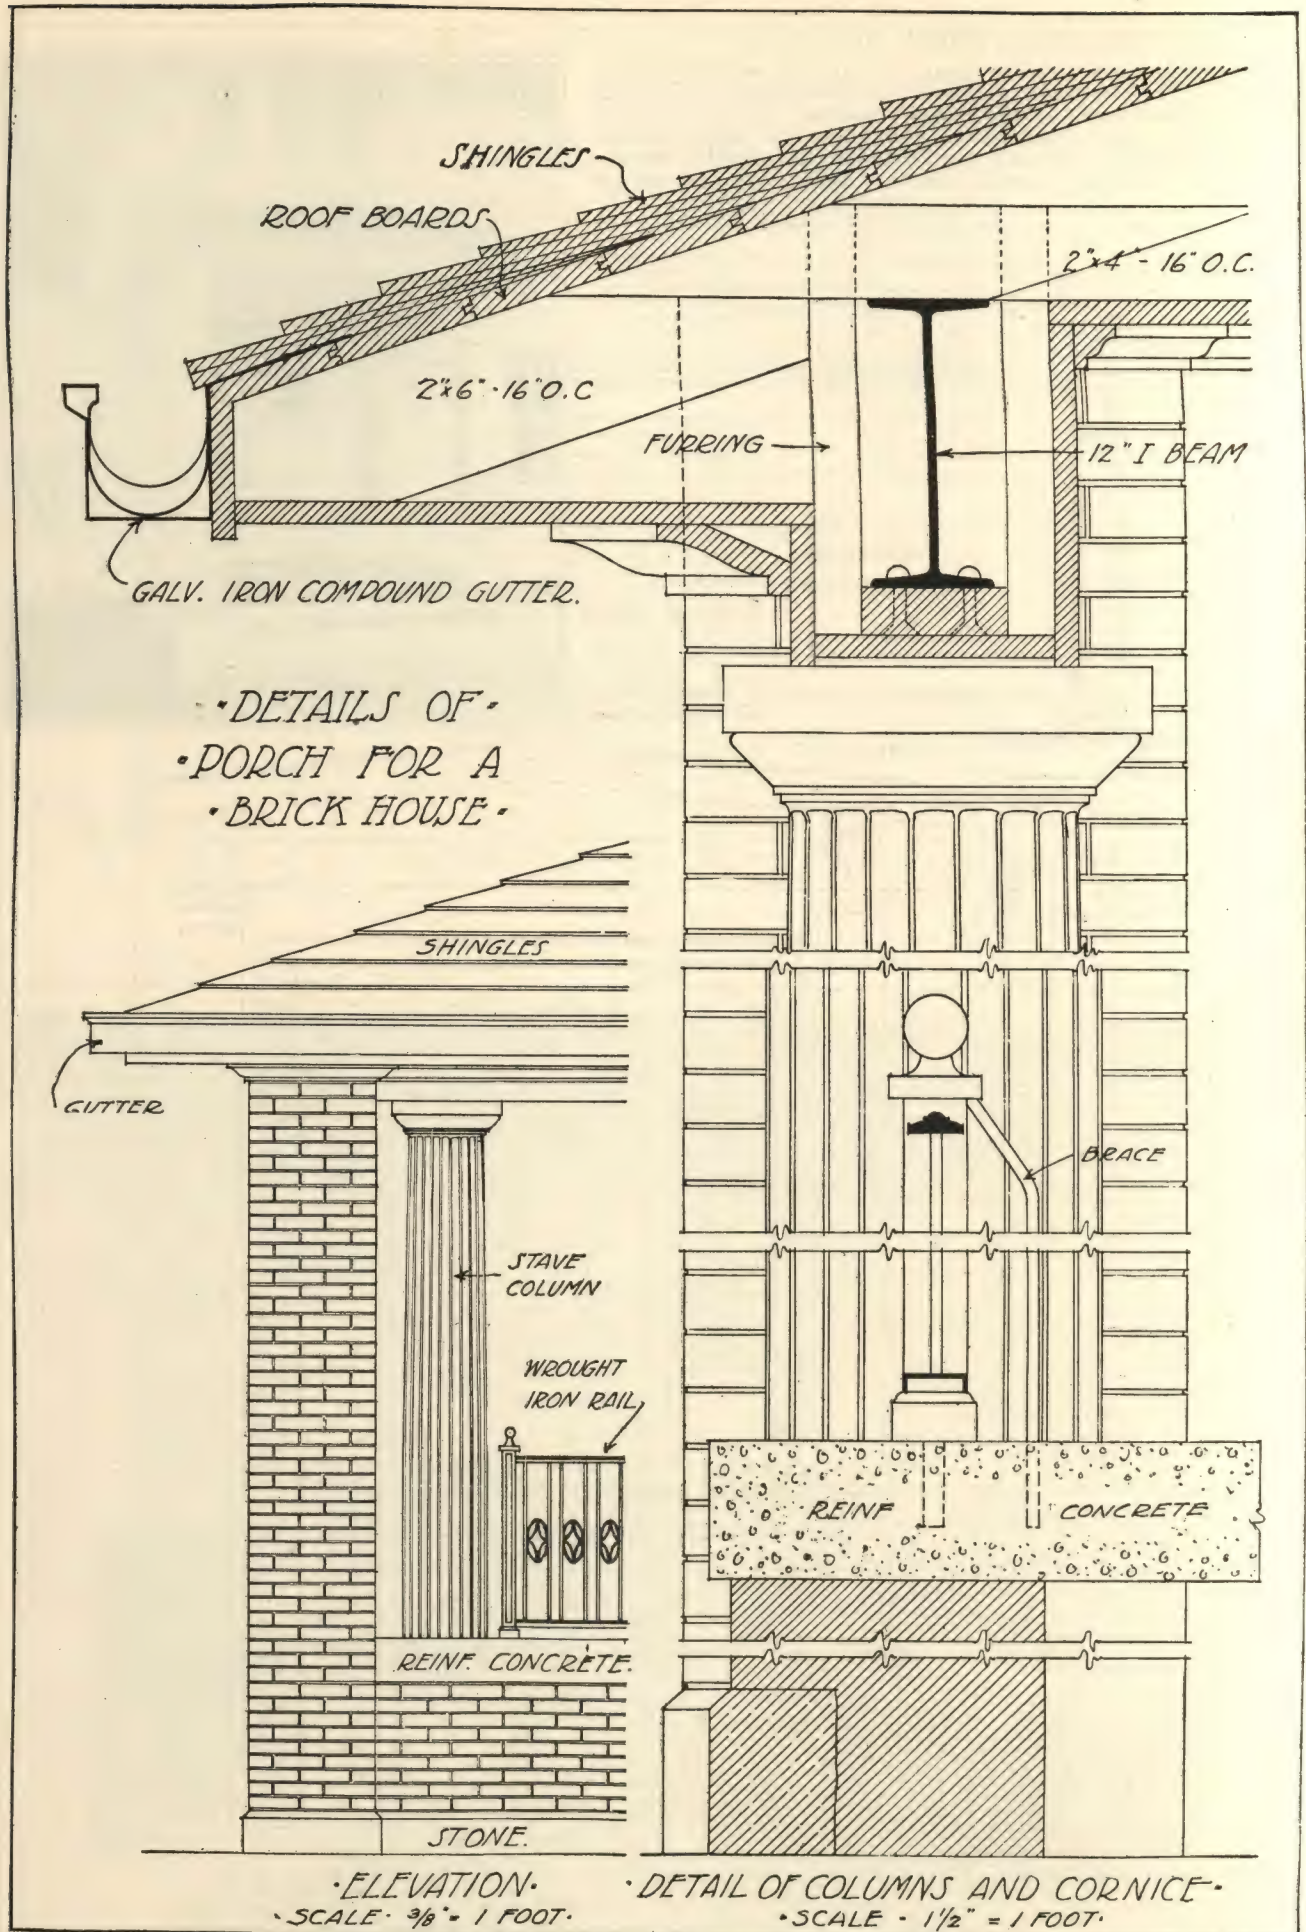 SHINGLES
ROOF BOARDS
2"x4" - 16" O.C.
2"x6" - 16" O.C
FURRING
12" I BEAM
GALV. IRON COMPOUND GUTTER.
·DETAILS OF·
·PORCH FOR A
·BRICK HOUSE·
SHINGLES
GUTTER
BRACE
STAVE
COLUMN
WROUGHT
IRON RAIL
REINF CONCRETE
REINF. CONCRETE.
STONE.
·ELEVATION·
·SCALE· 3/8" = 1 FOOT·
·DETAIL OF COLUMNS AND CORNICE·
·SCALE - 1 1/2" = 1 FOOT·